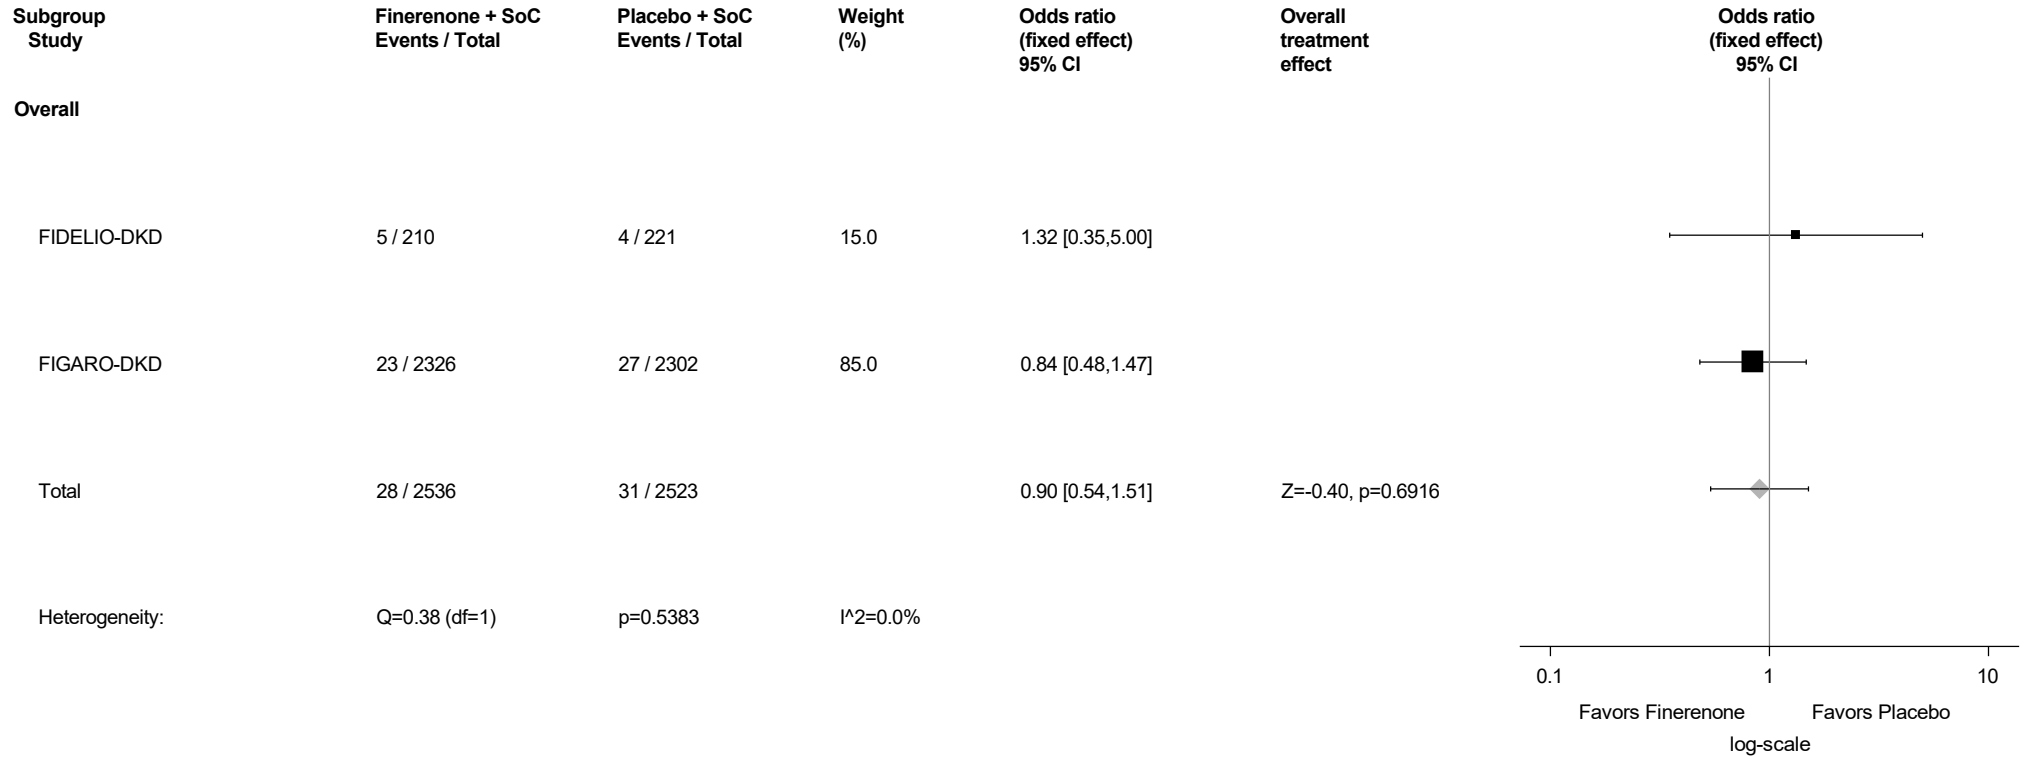 Subgroup Finerenone + SoC Placebo + SoC Weight Odds ratio Overall Odds ratio
Study Events / Total Events / Total (%) (fixed effect) treatment (fixed effect)
95% CI effect 95% CI
Overall
FIDELIO-DKD 5 / 210 4 / 221 15.0 1.32 [0.35,5.00]
FIGARO-DKD 23 / 2326 27 / 2302 85.0 0.84 [0.48,1.47]
Total 28 / 2536 31 / 2523 0.90 [0.54,1.51] Z=-0.40, p=0.6916
Heterogeneity: Q=0.38 (df=1) p=0.5383 I^2=0.0%
0.1 1 10
Favors Finerenone Favors Placebo
log-scale